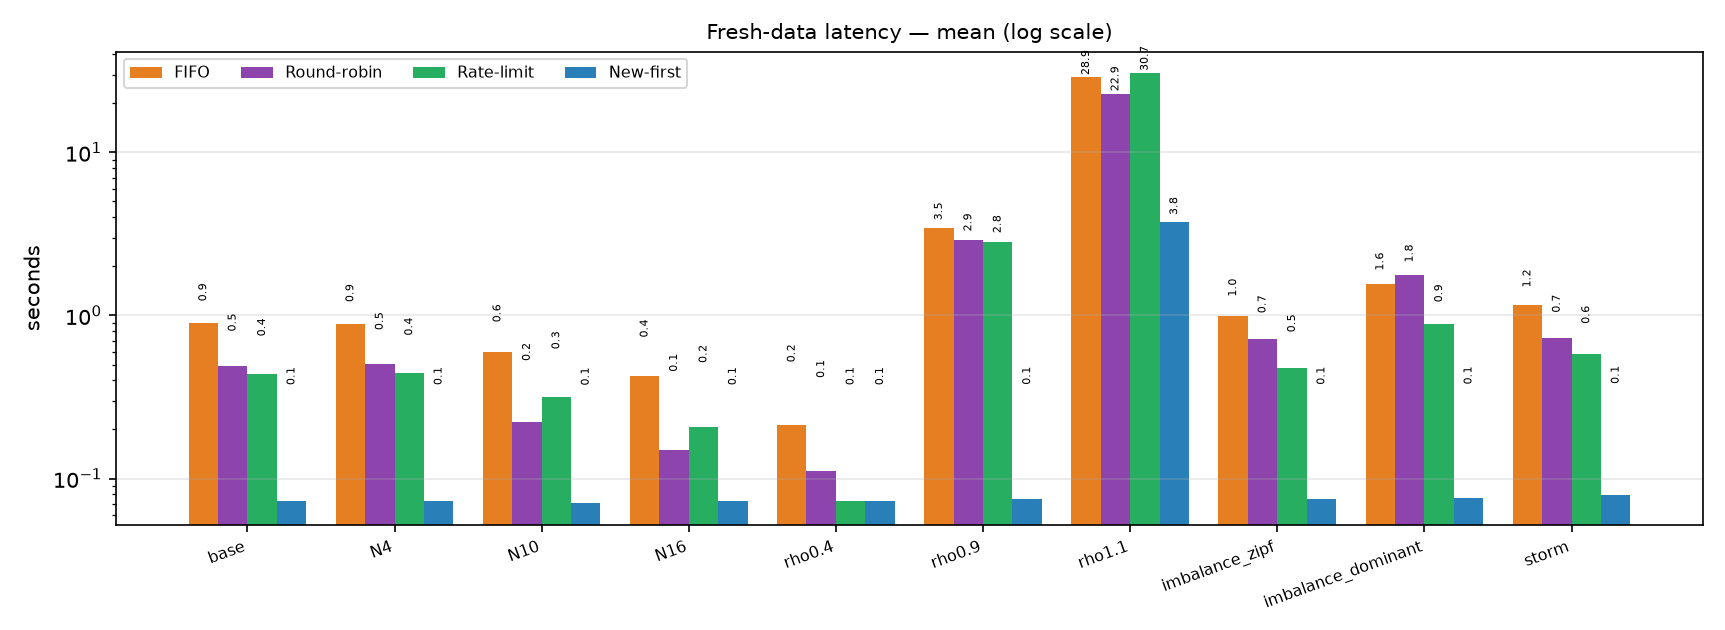 Fresh-data latency — mean (log scale)
FIFO Round-robin Rate-limit New-first
seconds
10¹
10⁰
10⁻¹
0.9 0.5 0.4 0.1
0.9 0.5 0.4 0.1
0.6 0.2 0.3 0.1
0.4 0.1 0.2 0.1
0.2 0.1 0.1 0.1
3.5 2.9 2.8 0.1
28.9 22.9 30.7 3.8
1.0 0.7 0.5 0.1
1.6 1.8 0.9 0.1
1.2 0.7 0.6 0.1
base N4 N10 N16 rho0.4 rho0.9 rho1.1 imbalance_zipf imbalance_dominant storm